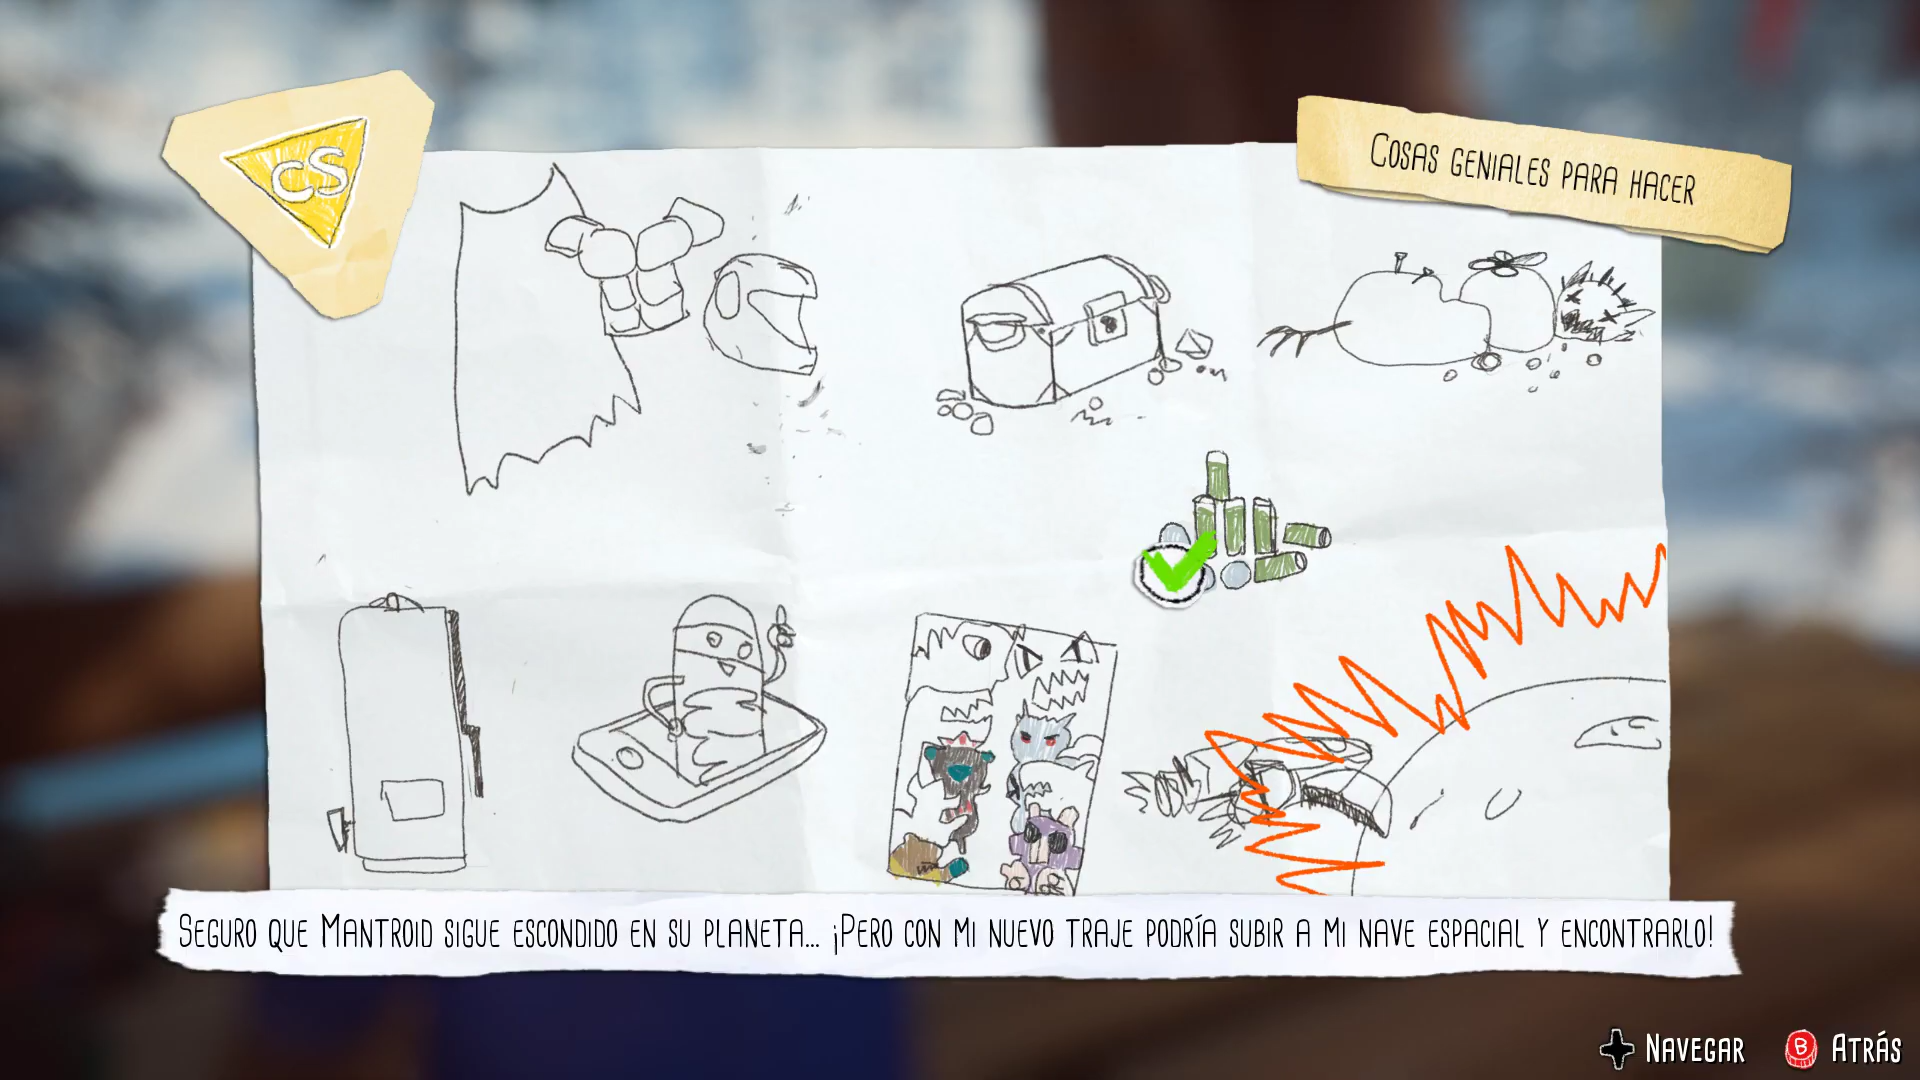 CS
COSAS GENIALES PARA HACER
SEGURO QUE MANTROID SIGUE ESCONDIDO EN SU PLANETA... ¡PERO CON MI NUEVO TRAJE PODRÍA SUBIR A MI NAVE ESPACIAL Y ENCONTRARLO!
NAVEGAR B ATRÁS